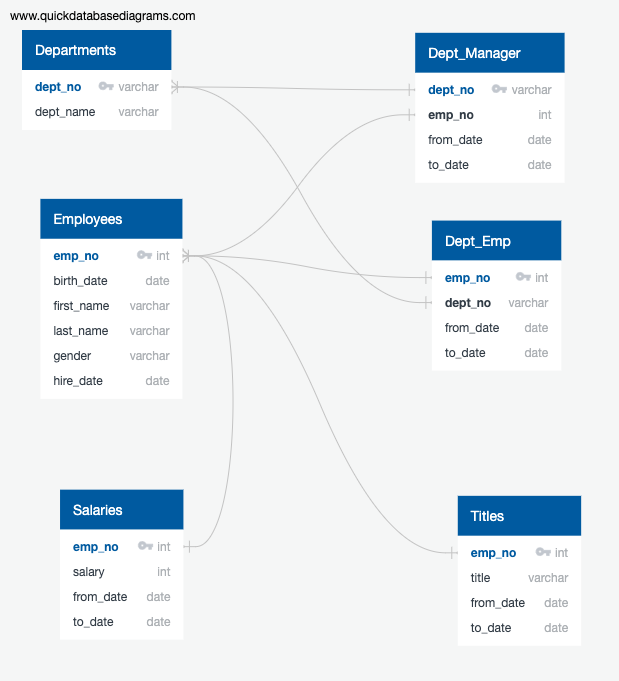 www.quickdatabasediagrams.com
Departments
dept_no varchar
dept_name varchar
Dept_Manager
dept_no varchar
emp_no int
from_date date
to_date date
Employees
emp_no int
birth_date date
first_name varchar
last_name varchar
gender varchar
hire_date date
Dept_Emp
emp_no int
dept_no varchar
from_date date
to_date date
Salaries
emp_no int
salary int
from_date date
to_date date
Titles
emp_no int
title varchar
from_date date
to_date date